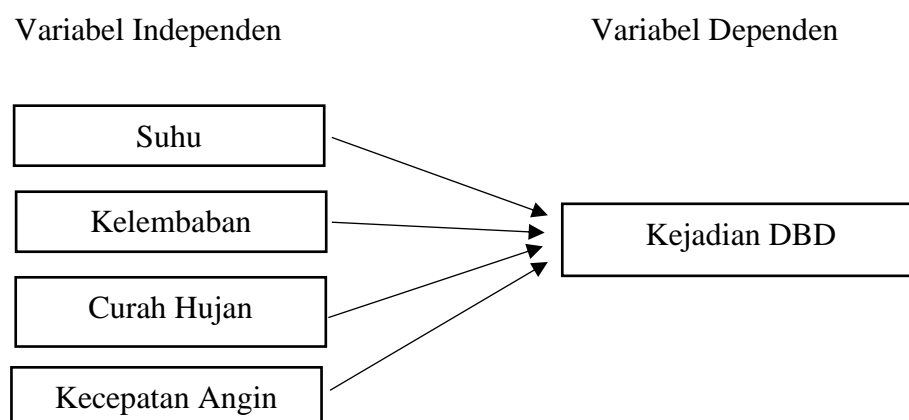 Variabel Independen
Variabel Dependen
Suhu
Kelembaban
Kejadian DBD
Curah Hujan
Kecepatan Angin